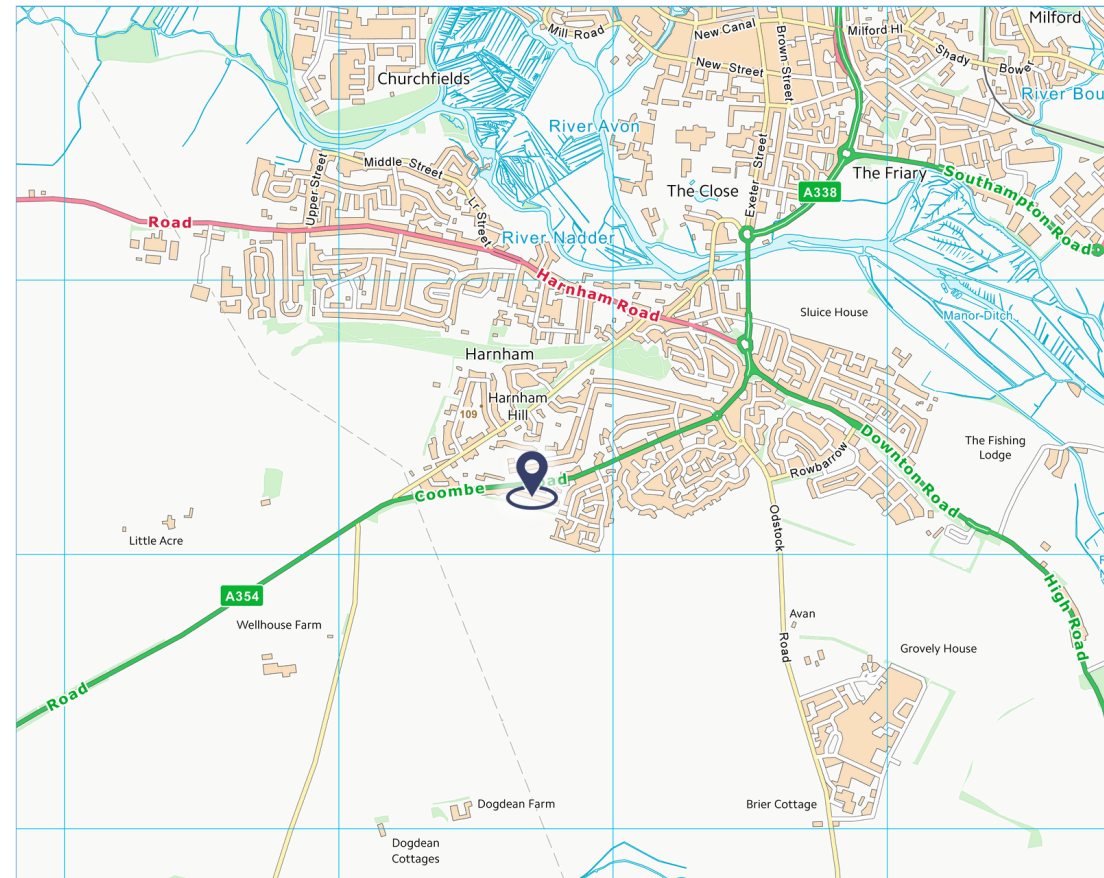 Milford
Mill Road
New Canal
Brown Street
Milford Hl
Shady
Bower
New Street
Churchfields
River Bou
River Avon
Exeter Street
Middle Street
Upper Street
The Close
The Friary
A338
Southampton Road
Lr Street
Road
River Nadder
Harnham Road
Sluice House
Manor Ditch
Harnham
Harnham
Hill
109
The Fishing
Lodge
Downton Road
Rowbarrow
Coombe
ad
Odstock
Road
Little Acre
A354
High Road
Wellhouse Farm
Avan
Grovely House
Road
Dogdean Farm
Brier Cottage
Dogdean
Cottages